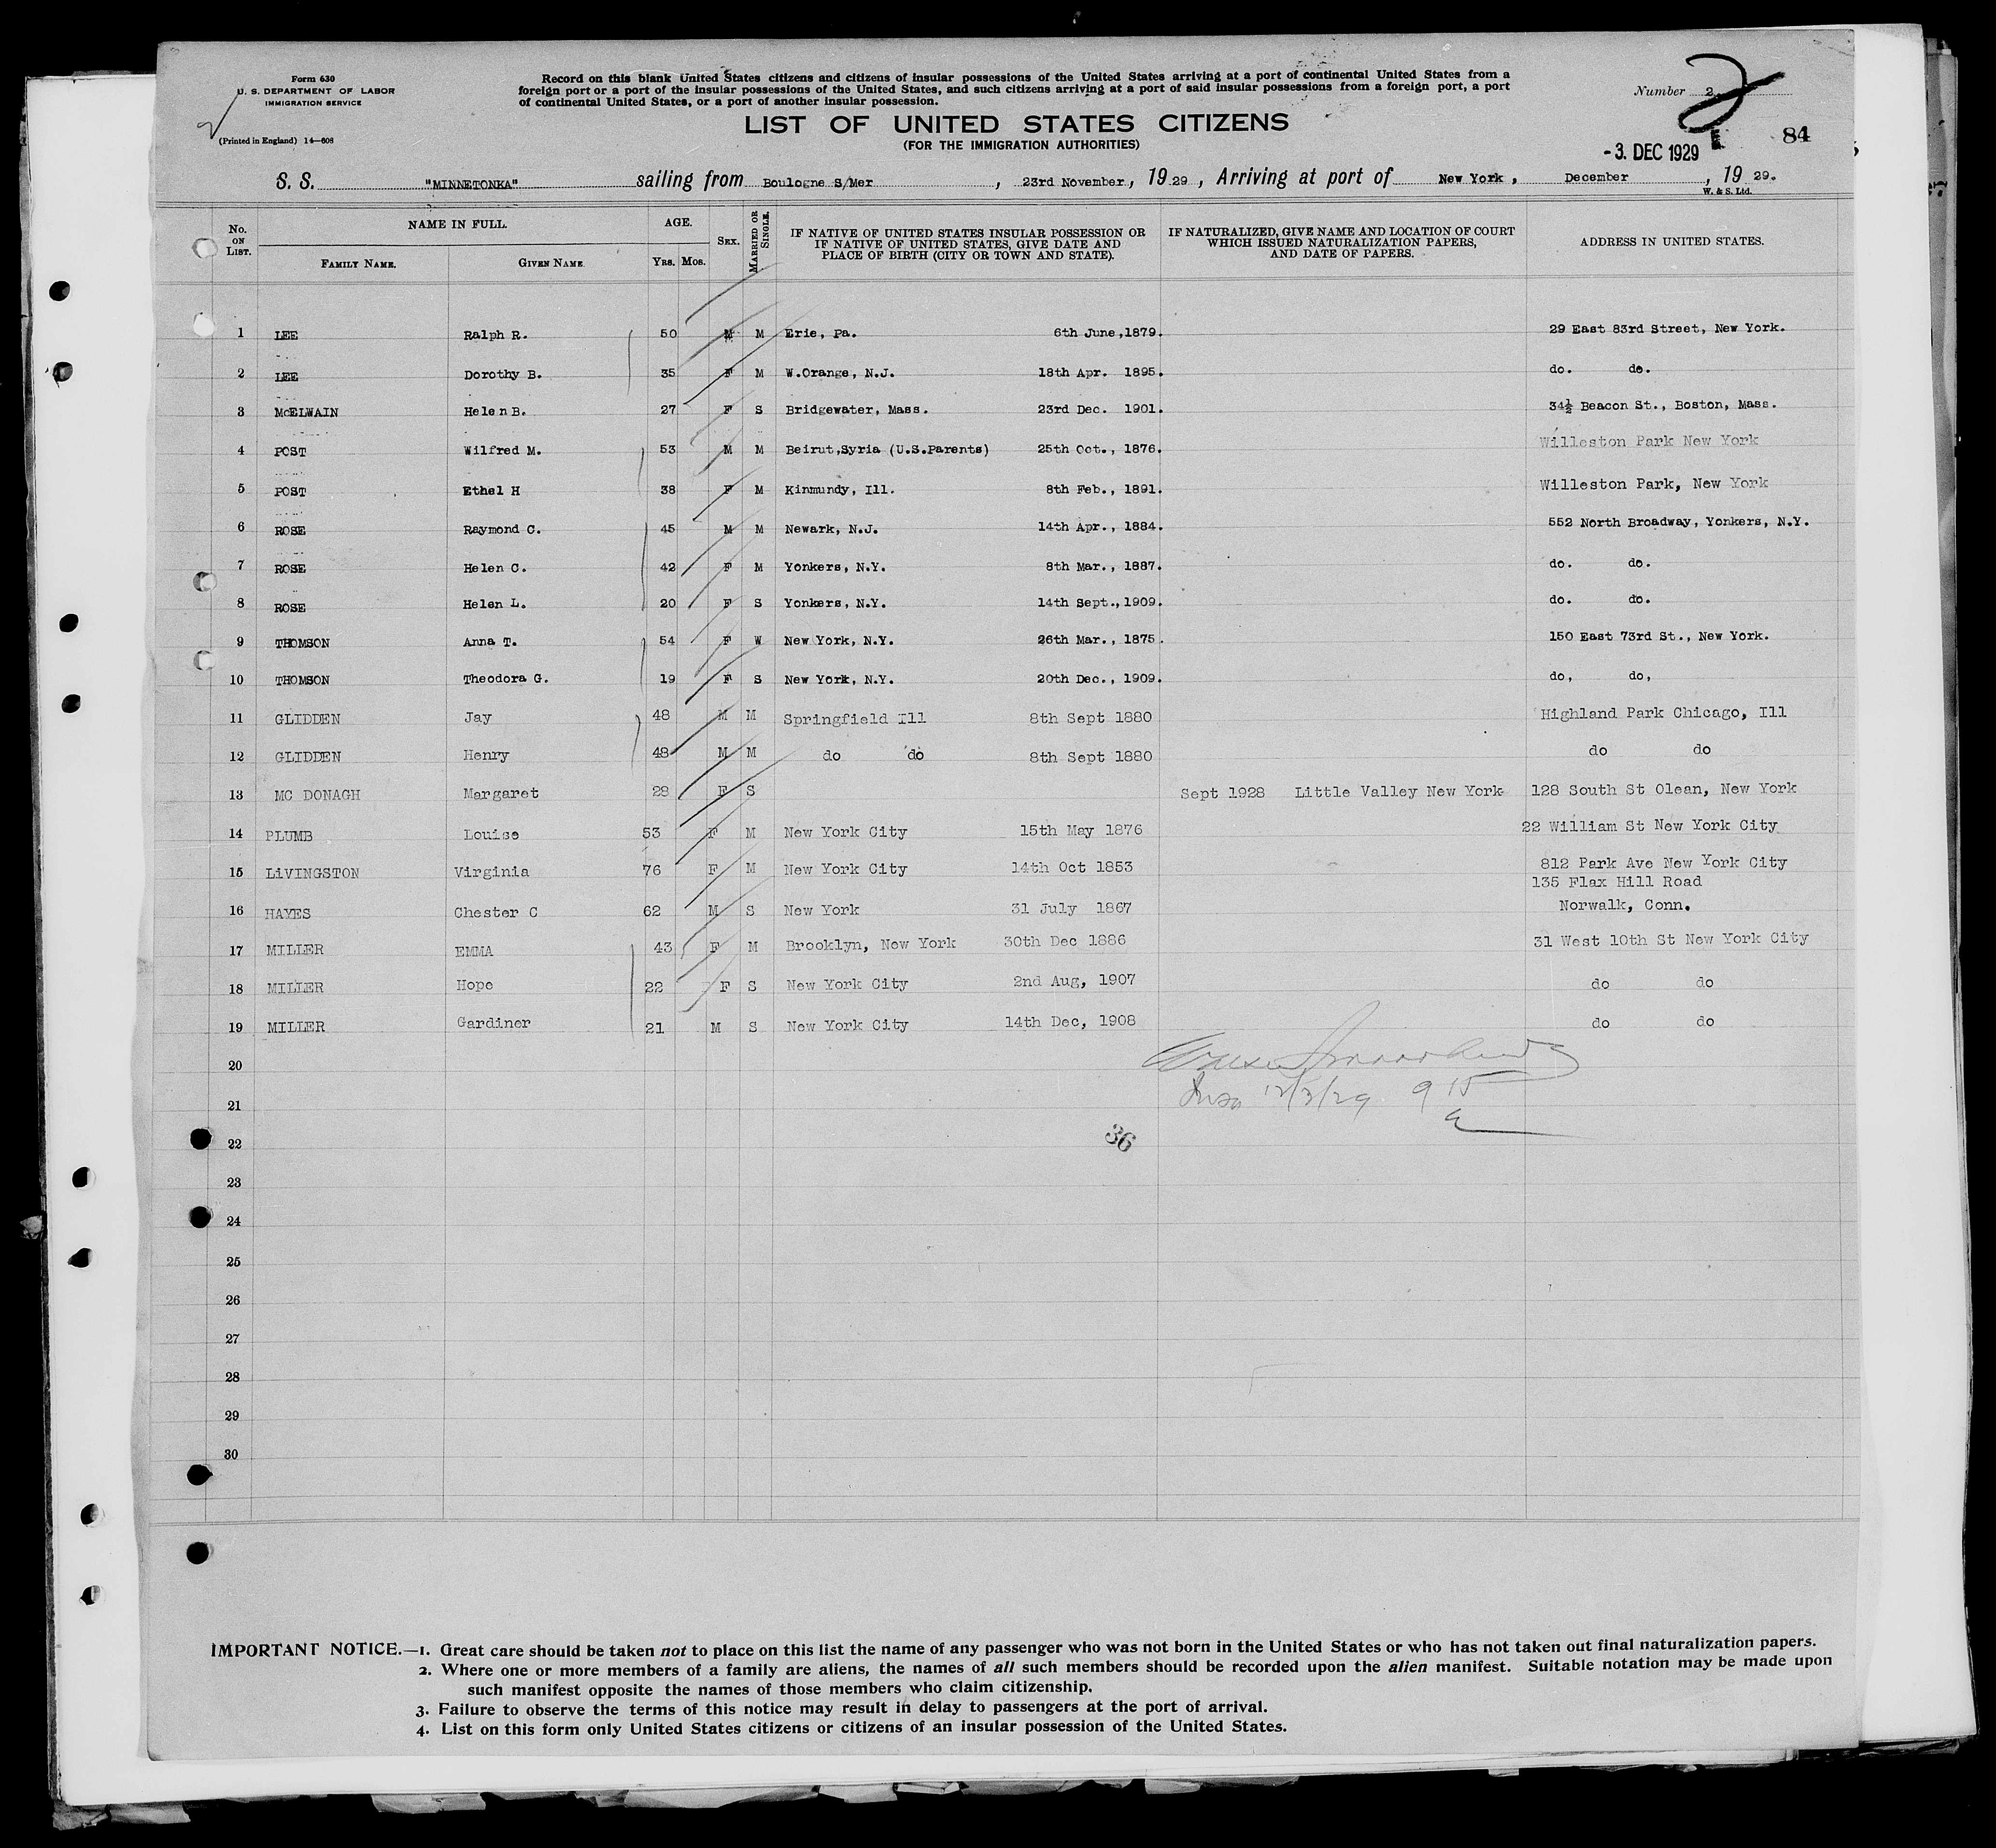 Form 630
U. S. DEPARTMENT OF LABOR
IMMIGRATION SERVICE
(Printed in England) 14—608
Record on this blank United States citizens and citizens of insular possessions of the United States arriving at a port of continental United States from a
foreign port or a port of the insular possessions of the United States, and such citizens arriving at a port of said insular possessions from a foreign port, a port
of continental United States, or a port of another insular possession.
Number 2
2
LIST OF UNITED STATES CITIZENS
(FOR THE IMMIGRATION AUTHORITIES)
84
- 3. DEC 1929
S. S. "MINNETONKA" sailing from Boulogne S/Mer, 23rd November, 1929, Arriving at port of New York, December, 1929.
W. & S. Ltd.
No. ON LIST. NAME IN FULL. FAMILY NAME. GIVEN NAME AGE. YRS. MOS. SEX. MARRIED OR SINGLE. IF NATIVE OF UNITED STATES INSULAR POSSESSION OR IF NATIVE OF UNITED STATES, GIVE DATE AND PLACE OF BIRTH (CITY OR TOWN AND STATE). IF NATURALIZED, GIVE NAME AND LOCATION OF COURT WHICH ISSUED NATURALIZATION PAPERS, AND DATE OF PAPERS. ADDRESS IN UNITED STATES.
1 LEE Ralph R. 50 M M Erie, Pa. 6th June,1879. 29 East 83rd Street, New York.
2 LEE Dorothy B. 35 F M W.Orange, N.J. 18th Apr. 1895. do. do.
3 McELWAIN Helen B. 27 F S Bridgewater, Mass. 23rd Dec. 1901. 34½ Beacon St., Boston, Mass.
4 POST Wilfred M. 53 M M Beirut,Syria (U.S.Parents) 25th Oct., 1876. Willeston Park New York
5 POST Ethel H 38 F M Kinmundy, Ill. 8th Feb., 1891. Willeston Park, New York
6 ROSE Raymond C. 45 M M Newark, N.J. 14th Apr., 1884. 552 North Broadway, Yonkers, N.Y.
7 ROSE Helen C. 42 F M Yonkers, N.Y. 8th Mar., 1887. do. do.
8 ROSE Helen L. 20 F S Yonkers, N.Y. 14th Sept.,1909. do. do.
9 THOMSON Anna T. 54 F W New York, N.Y. 26th Mar., 1875. 150 East 73rd St., New York.
10 THOMSON Theodora G. 19 F S New York, N.Y. 20th Dec., 1909. do, do,
11 GLIDDEN Jay 48 M M Springfield Ill 8th Sept 1880 Highland Park Chicago, Ill
12 GLIDDEN Henry 48 M M do do 8th Sept 1880 do do
13 MC DONAGH Margaret 28 F S Sept 1928 Little Valley New York 128 South St Olean, New York
14 PLUMB Louise 53 F M New York City 15th May 1876 22 William St New York City
15 LiVINGSTON Virginia 76 F M New York City 14th Oct 1853 812 Park Ave New York City
135 Flax Hill Road
16 HAYES Chester C 62 M S New York 31 July 1867 Norwalk, Conn.
17 MILLER EMMA 43 F M Brooklyn, New York 30th Dec 1886 31 West 10th St New York City
18 MILLER Hope 22 F S New York City 2nd Aug, 1907 do do
19 MILLER Gardiner 21 M S New York City 14th Dec, 1908 do do
20
12/3/29 9 15
21
a
22
36
23
24
25
26
27
28
29
30
IMPORTANT NOTICE.—1. Great care should be taken not to place on this list the name of any passenger who was not born in the United States or who has not taken out final naturalization papers.
2. Where one or more members of a family are aliens, the names of all such members should be recorded upon the alien manifest. Suitable notation may be made upon
such manifest opposite the names of those members who claim citizenship.
3. Failure to observe the terms of this notice may result in delay to passengers at the port of arrival.
4. List on this form only United States citizens or citizens of an insular possession of the United States.